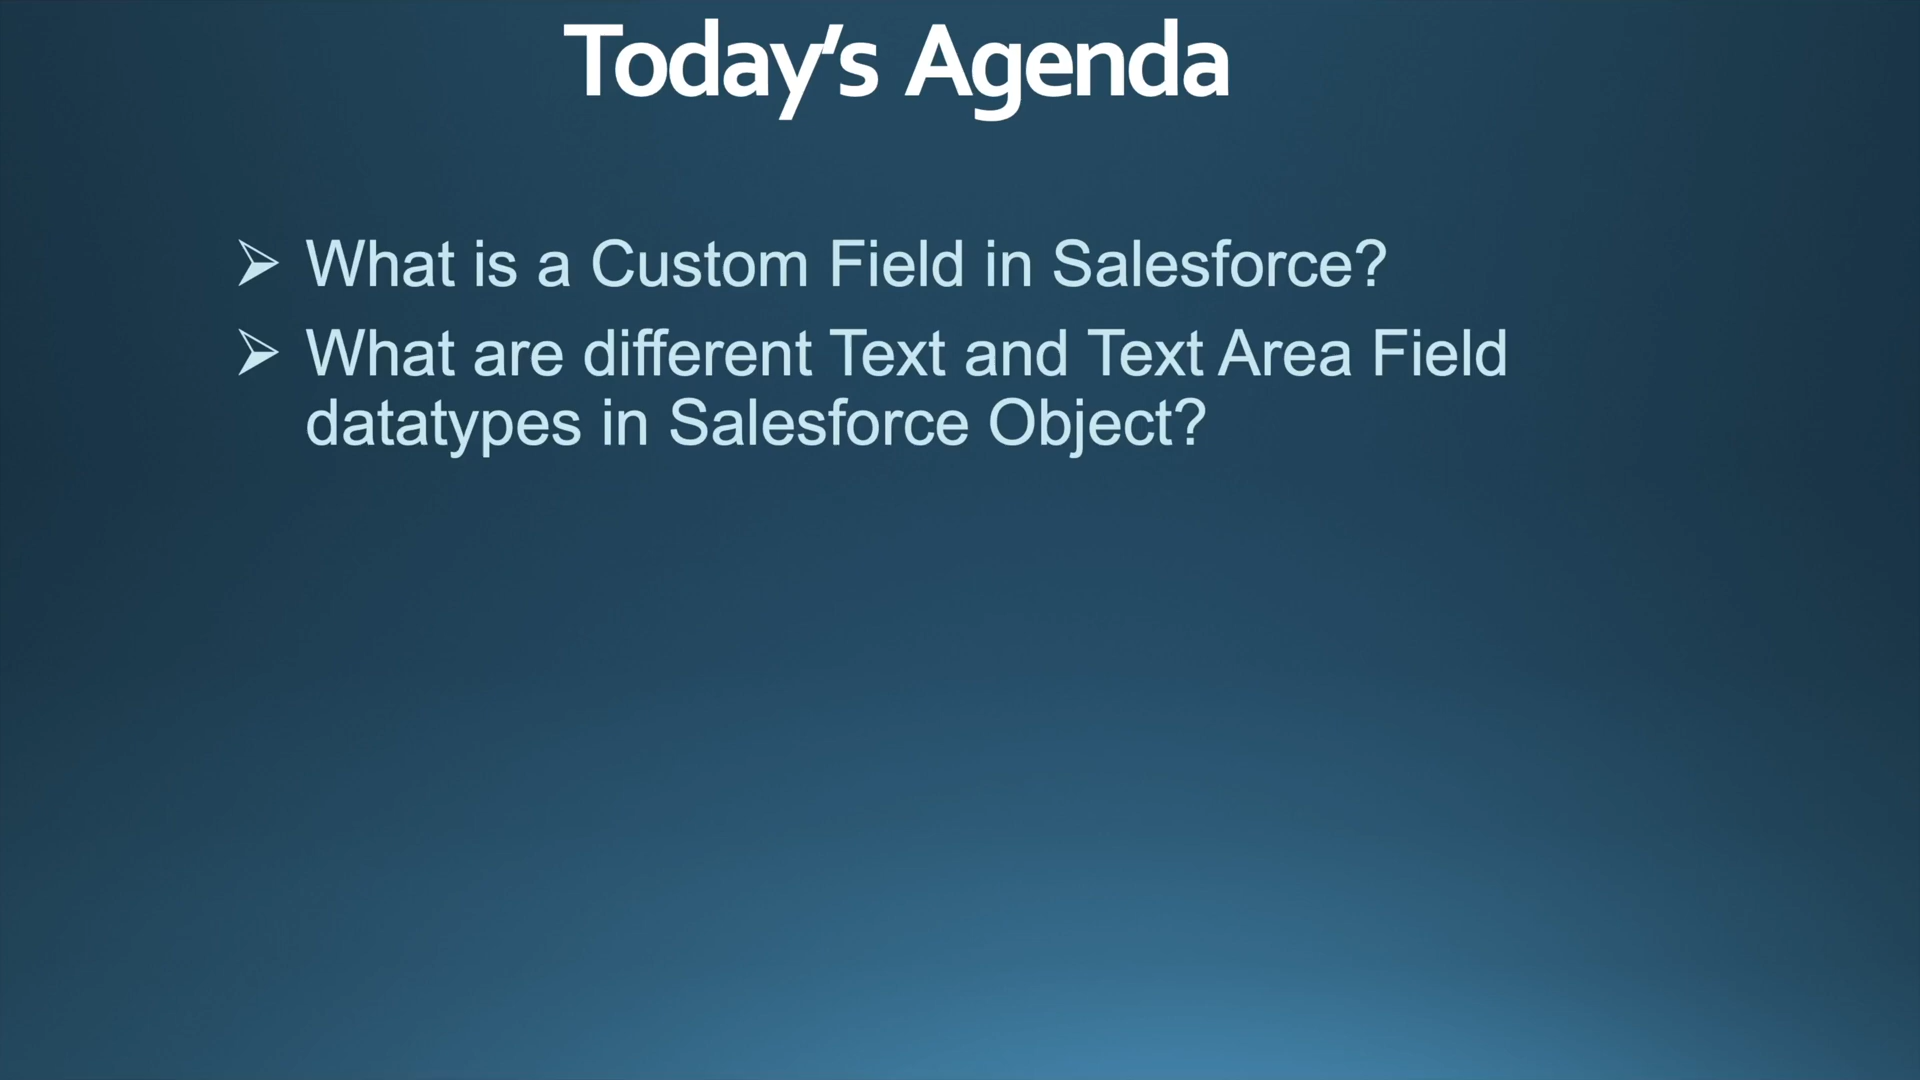 Today's Agenda
➢ What is a Custom Field in Salesforce?
➢ What are different Text and Text Area Field
datatypes in Salesforce Object?